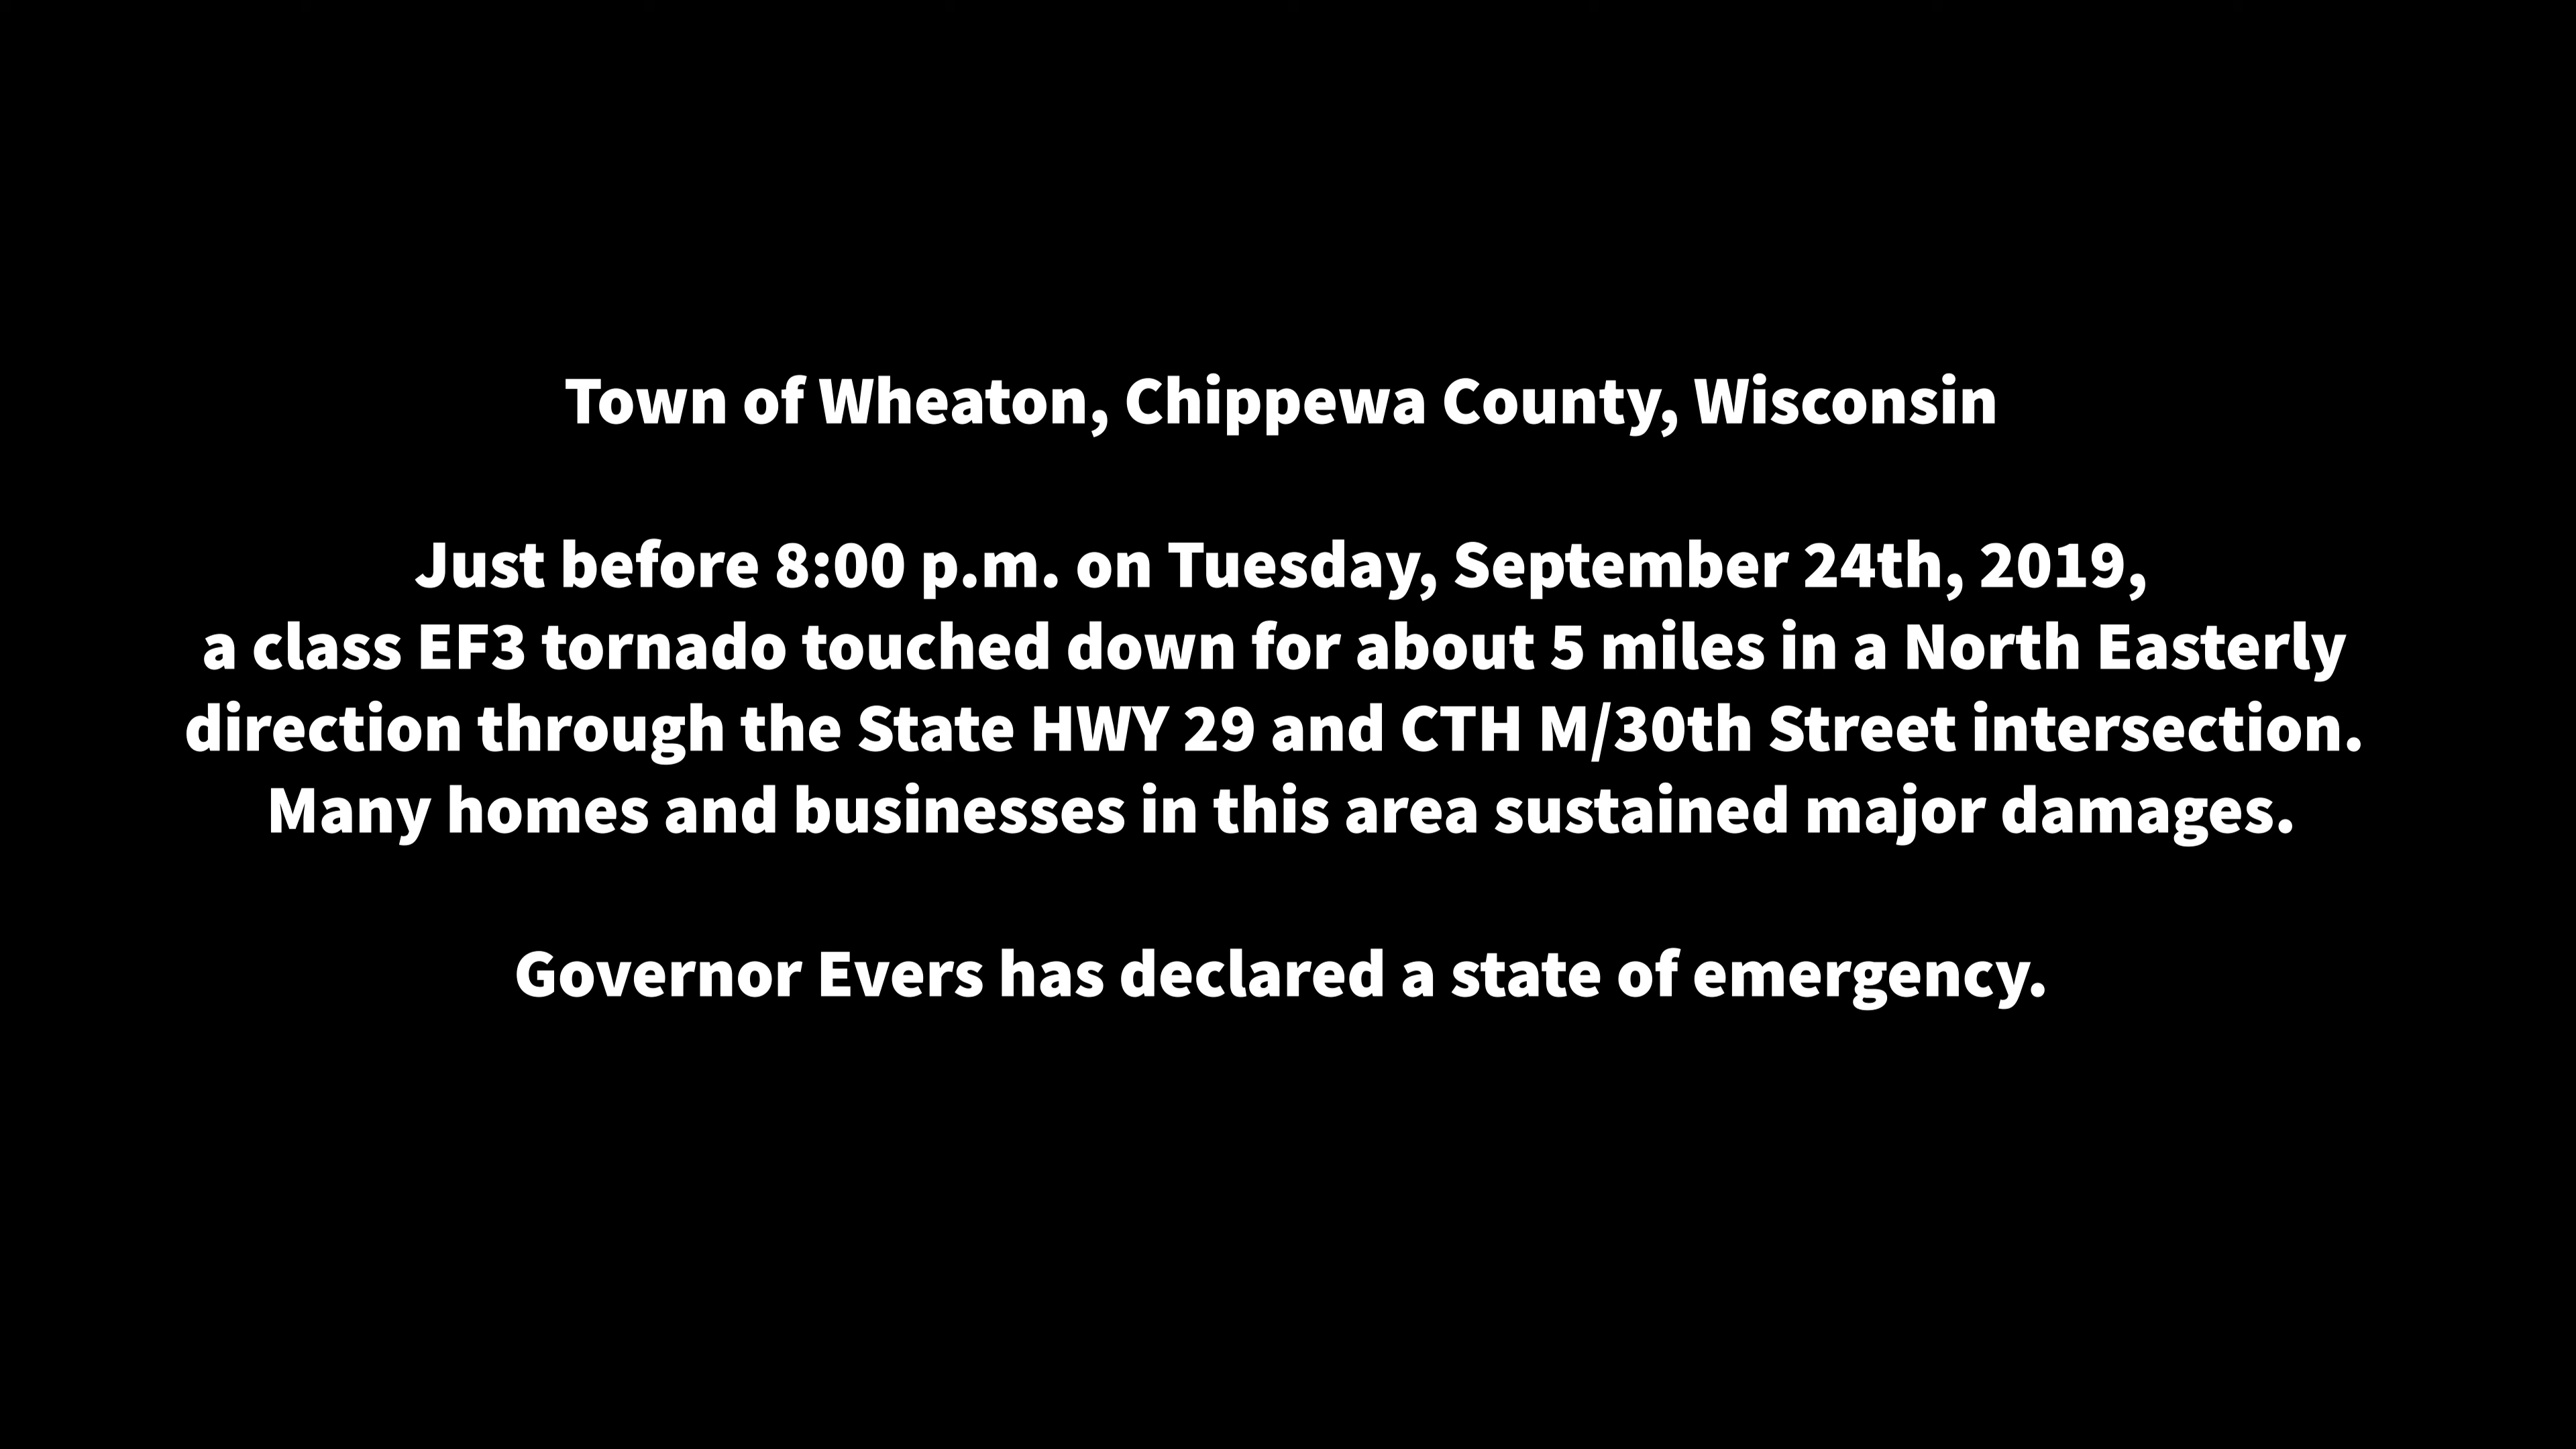 Town of Wheaton, Chippewa County, Wisconsin
Just before 8:00 p.m. on Tuesday, September 24th, 2019,
a class EF3 tornado touched down for about 5 miles in a North Easterly
direction through the State HWY 29 and CTH M/30th Street intersection.
Many homes and businesses in this area sustained major damages.
Governor Evers has declared a state of emergency.